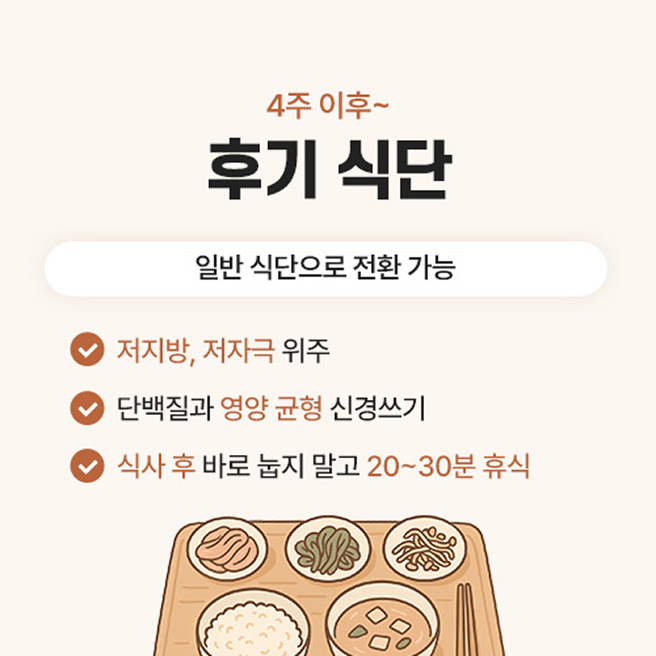 4주 이후~
후기 식단
일반 식단으로 전환 가능
저지방, 저자극 위주
단백질과 영양 균형 신경쓰기
식사 후 바로 눕지 말고 20~30분 휴식